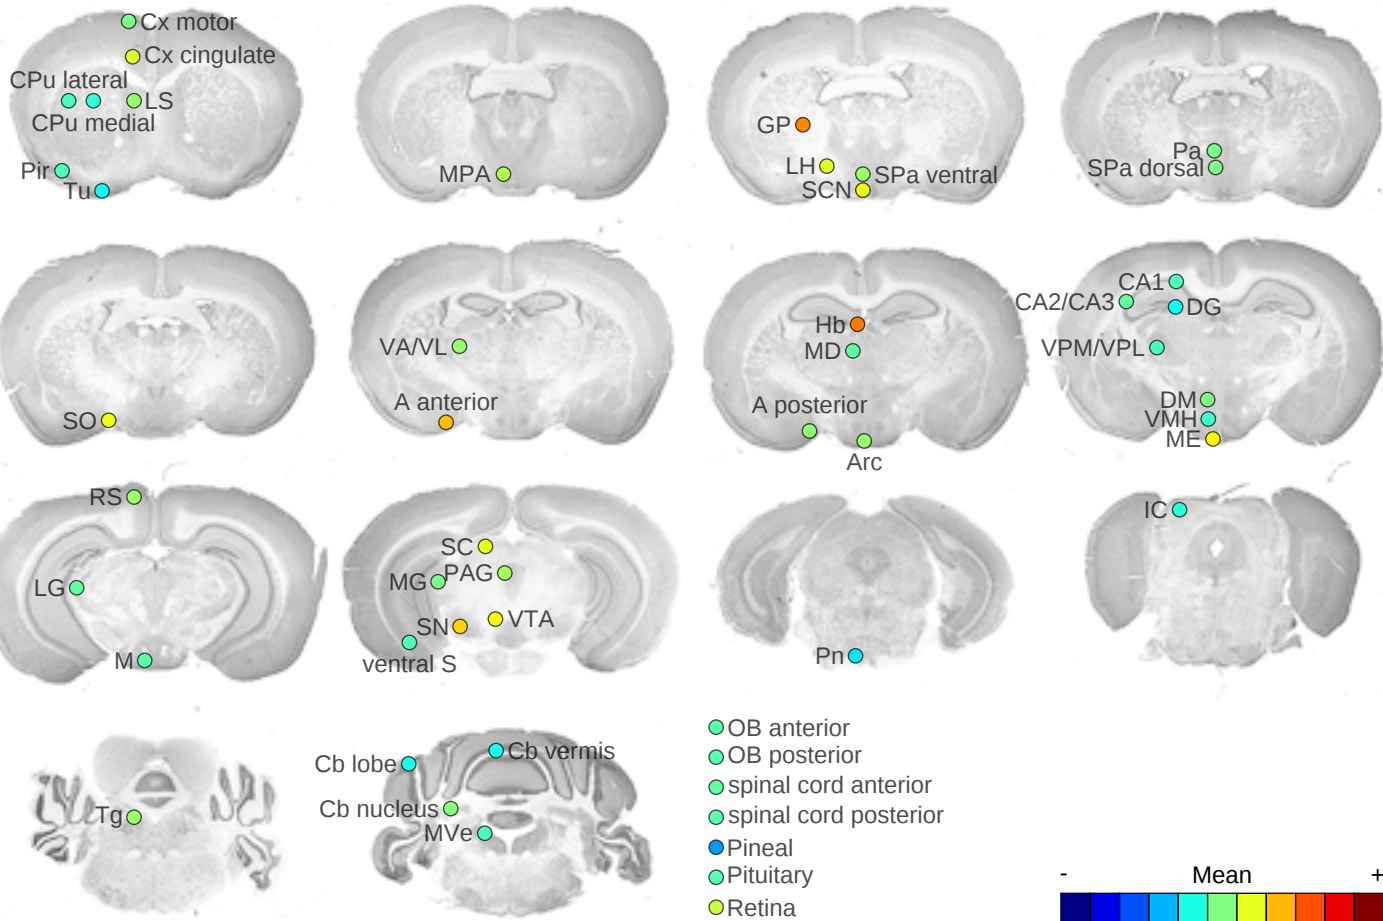 Cx motor
Cx cingulate
CPu lateral
LS
CPu medial
Pir
Tu
MPA
GP
LH
SPa ventral
SCN
Pa
SPa dorsal
SO
VA/VL
A anterior
Hb
MD
A posterior
Arc
CA1
CA2/CA3
DG
VPM/VPL
DM
VMH
ME
RS
LG
M
SC
PAG
MG
SN
VTA
ventral S
Pn
IC
Tg
Cb lobe
Cb vermis
Cb nucleus
MVe
OB anterior
OB posterior
spinal cord anterior
spinal cord posterior
Pineal
Pituitary
Retina
- Mean +